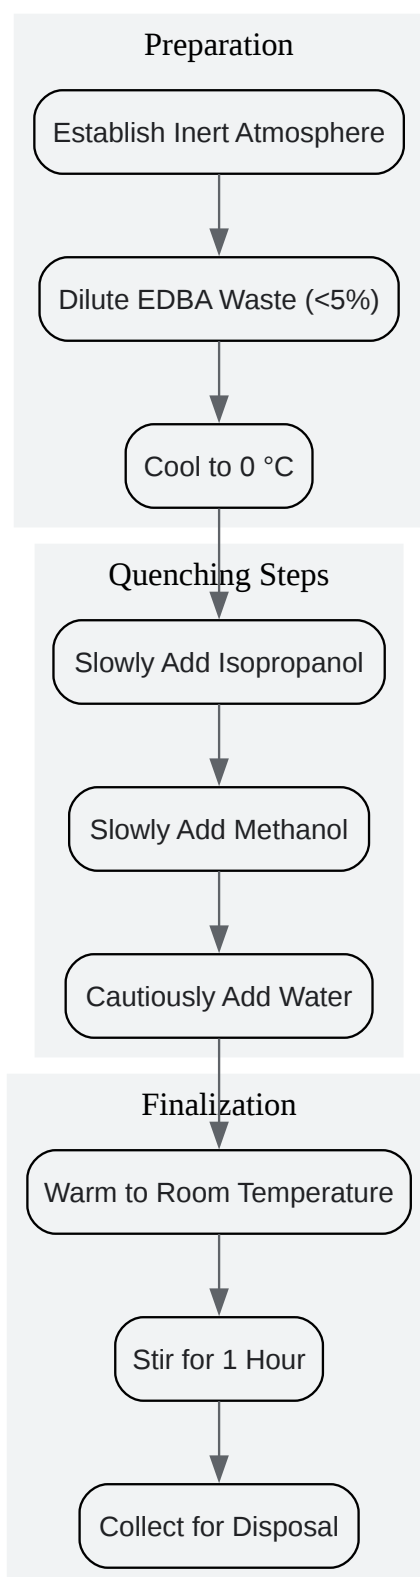 Preparation
Establish Inert Atmosphere
Dilute EDBA Waste (<5%)
Cool to 0 °C
Quenching Steps
Slowly Add Isopropanol
Slowly Add Methanol
Cautiously Add Water
Finalization
Warm to Room Temperature
Stir for 1 Hour
Collect for Disposal